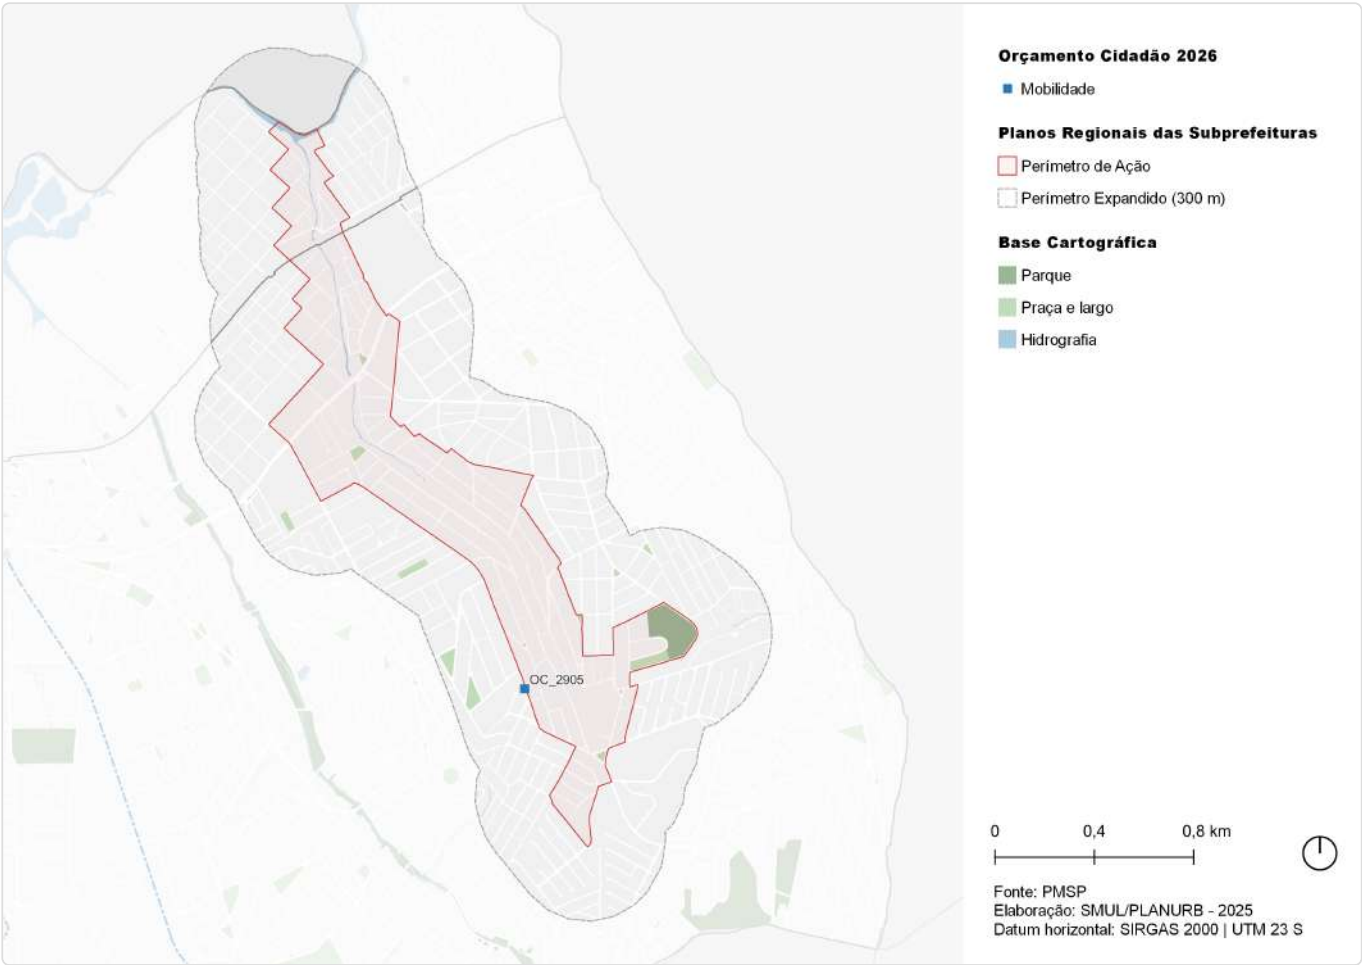 Orçamento Cidadão 2026
Mobilidade
Planos Regionais das Subprefeituras
Perímetro de Ação
Perímetro Expandido (300 m)
Base Cartográfica
Parque
Praça e largo
Hidrografia
OC_2905
0 0,4 0,8 km
Fonte: PMSP
Elaboração: SMUL/PLANURB - 2025
Datum horizontal: SIRGAS 2000 | UTM 23 S